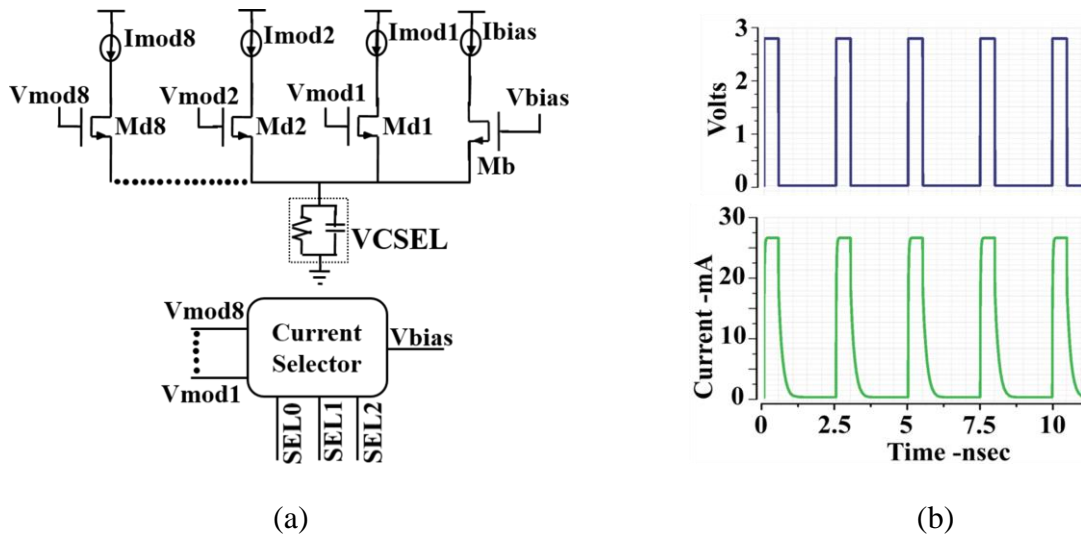 Imod8
Imod2
Imod1
Ibias
Vmod8
Vmod2
Vmod1
Vbias
Md8
Md2
Md1
Mb
VCSEL
Vmod8
Vmod1
Current
Selector
Vbias
SEL0
SEL1
SEL2
(a)
3
2
1
0
Volts
30
20
10
0
Current -mA
0 2.5 5 7.5 10
Time -nsec
(b)